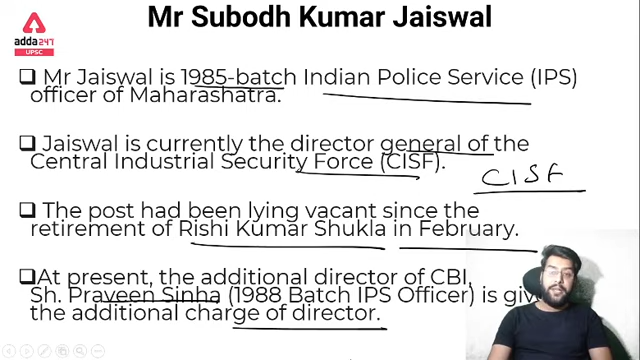 Mr Subodh Kumar Jaiswal
adda247
UPSC
❑ Mr Jaiswal is 1985-batch Indian Police Service (IPS)
officer of Maharashatra.
❑ Jaiswal is currently the director general of the
Central Industrial Security Force (CISF).
CISF
❑ The post had been lying vacant since the
retirement of Rishi Kumar Shukla in February.
❑At present, the additional director of CBI,
Sh. Praveen Sinha (1988 Batch IPS Officer) is give
the additional charge of director.